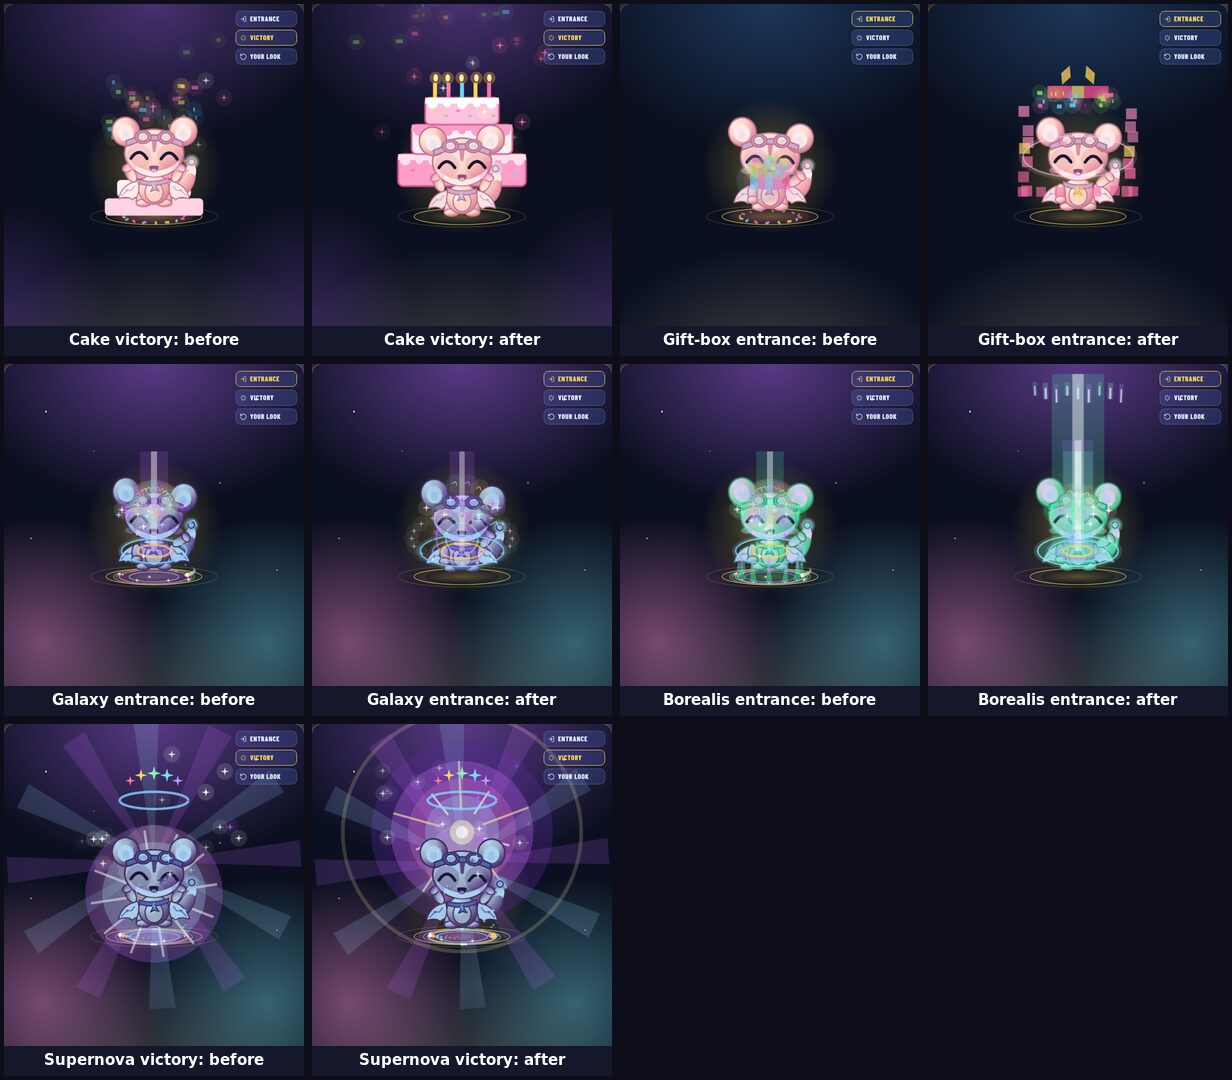 ENTRANCE
VICTORY
YOUR LOOK
ENTRANCE
VICTORY
YOUR LOOK
ENTRANCE
VICTORY
YOUR LOOK
ENTRANCE
VICTORY
YOUR LOOK
Cake victory: before
Cake victory: after
Gift-box entrance: before
Gift-box entrance: after
ENTRANCE
VICTORY
YOUR LOOK
ENTRANCE
VICTORY
YOUR LOOK
ENTRANCE
VICTORY
YOUR LOOK
ENTRANCE
VICTORY
YOUR LOOK
Galaxy entrance: before
Galaxy entrance: after
Borealis entrance: before
Borealis entrance: after
ENTRANCE
VICTORY
YOUR LOOK
ENTRANCE
VICTORY
YOUR LOOK
Supernova victory: before
Supernova victory: after